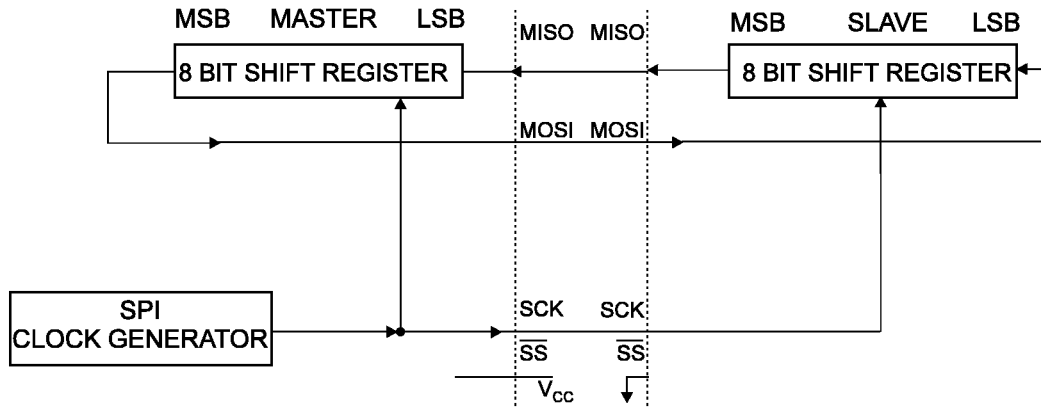 MSB MASTER LSB
MISO MISO
MSB SLAVE LSB
8 BIT SHIFT REGISTER
8 BIT SHIFT REGISTER
MOSI MOSI
SPI
CLOCK GENERATOR
SCK SCK
SS SS
VCC